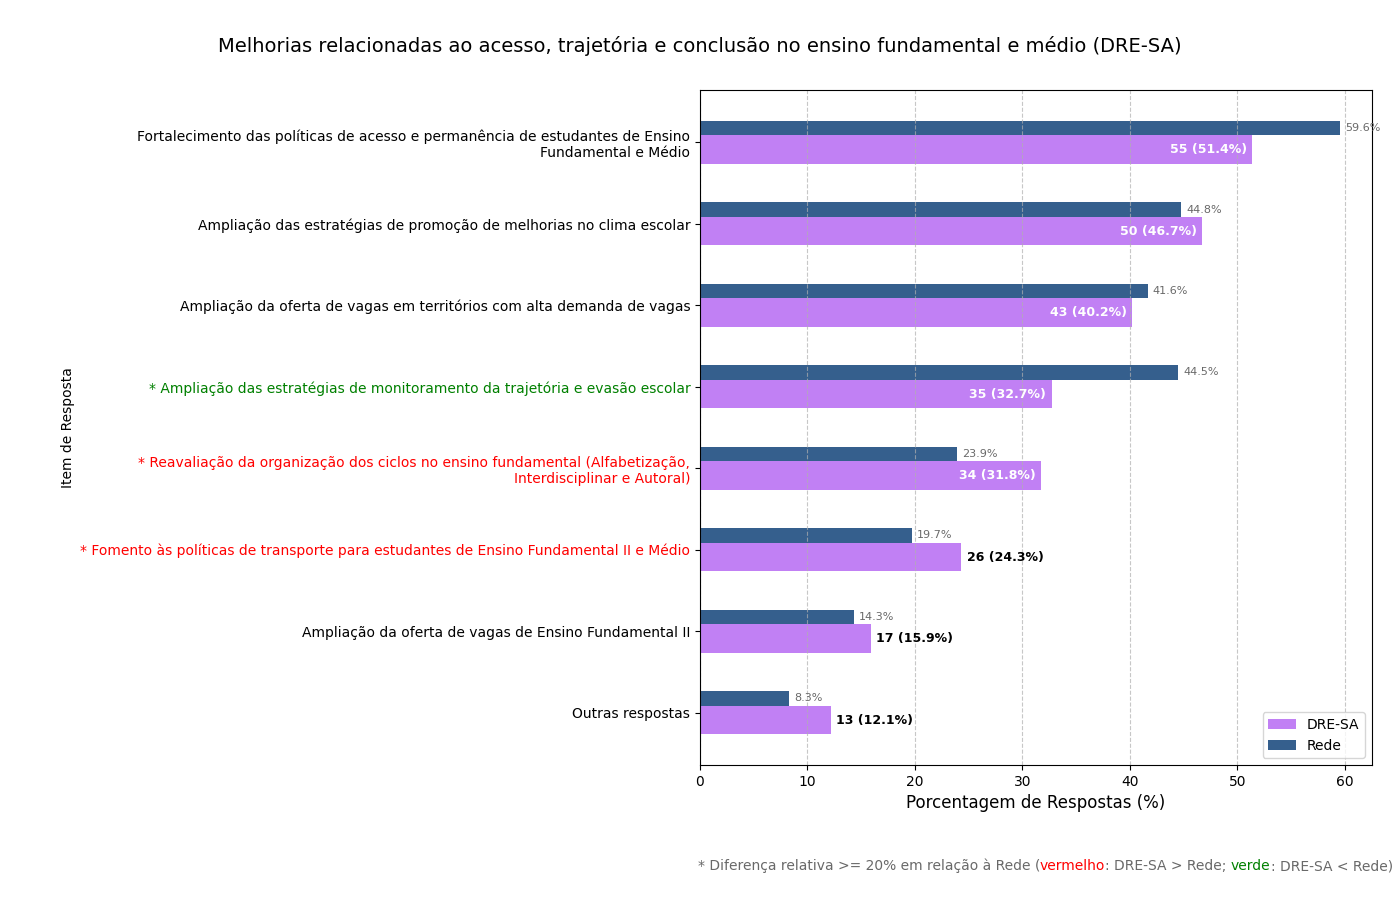 Melhorias relacionadas ao acesso, trajetória e conclusão no ensino fundamental e médio (DRE-SA)
Item de Resposta
Fortalecimento das políticas de acesso e permanência de estudantes de Ensino
Fundamental e Médio
59.6%
55 (51.4%)
Ampliação das estratégias de promoção de melhorias no clima escolar
44.8%
50 (46.7%)
Ampliação da oferta de vagas em territórios com alta demanda de vagas
41.6%
43 (40.2%)
* Ampliação das estratégias de monitoramento da trajetória e evasão escolar
44.5%
35 (32.7%)
* Reavaliação da organização dos ciclos no ensino fundamental (Alfabetização,
Interdisciplinar e Autoral)
23.9%
34 (31.8%)
* Fomento às políticas de transporte para estudantes de Ensino Fundamental II e Médio
19.7%
26 (24.3%)
Ampliação da oferta de vagas de Ensino Fundamental II
14.3%
17 (15.9%)
Outras respostas
8.3%
13 (12.1%)
DRE-SA
Rede
0 10 20 30 40 50 60
Porcentagem de Respostas (%)
* Diferença relativa >= 20% em relação à Rede (vermelho: DRE-SA > Rede; verde: DRE-SA < Rede)